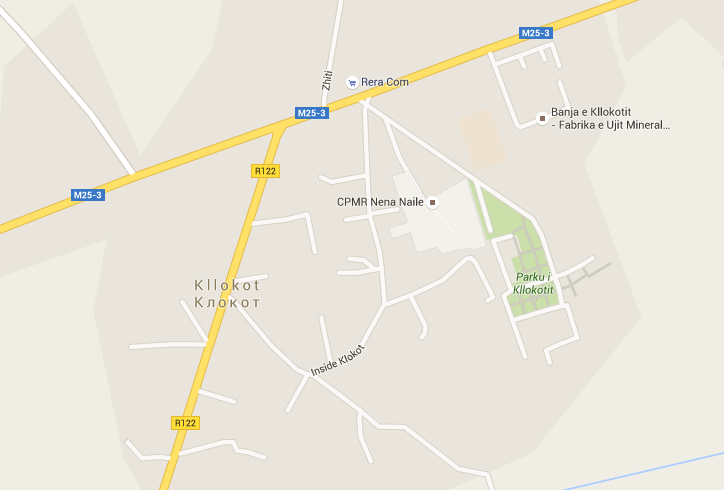 M25-3
Zhiti
Rera Com
M25-3
Banja e Kllokotit
- Fabrika e Ujit Mineral...
R122
M25-3
CPMR Nena Naile
Kllokot
Клокот
Parku i
Kllokotit
Inside Klokot
R122